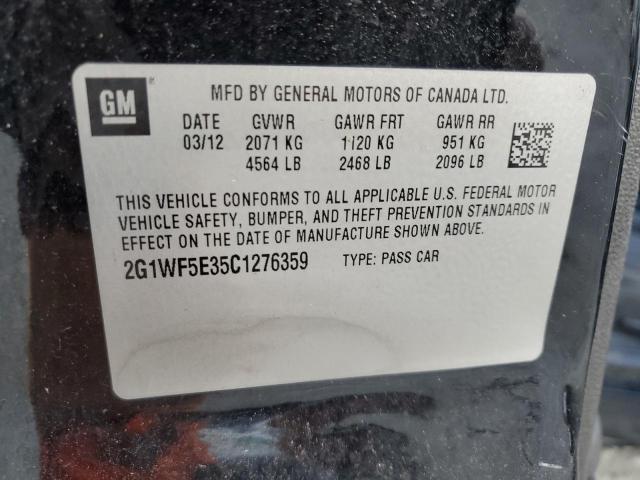 GM
MFD BY GENERAL MOTORS OF CANADA LTD.
DATE GVWR GAWR FRT GAWR RR
03/12 2071 KG 1120 KG 951 KG
4564 LB 2468 LB 2096 LB
THIS VEHICLE CONFORMS TO ALL APPLICABLE U.S. FEDERAL MOTOR
VEHICLE SAFETY, BUMPER, AND THEFT PREVENTION STANDARDS IN
EFFECT ON THE DATE OF MANUFACTURE SHOWN ABOVE.
2G1WF5E35C1276359 TYPE: PASS CAR